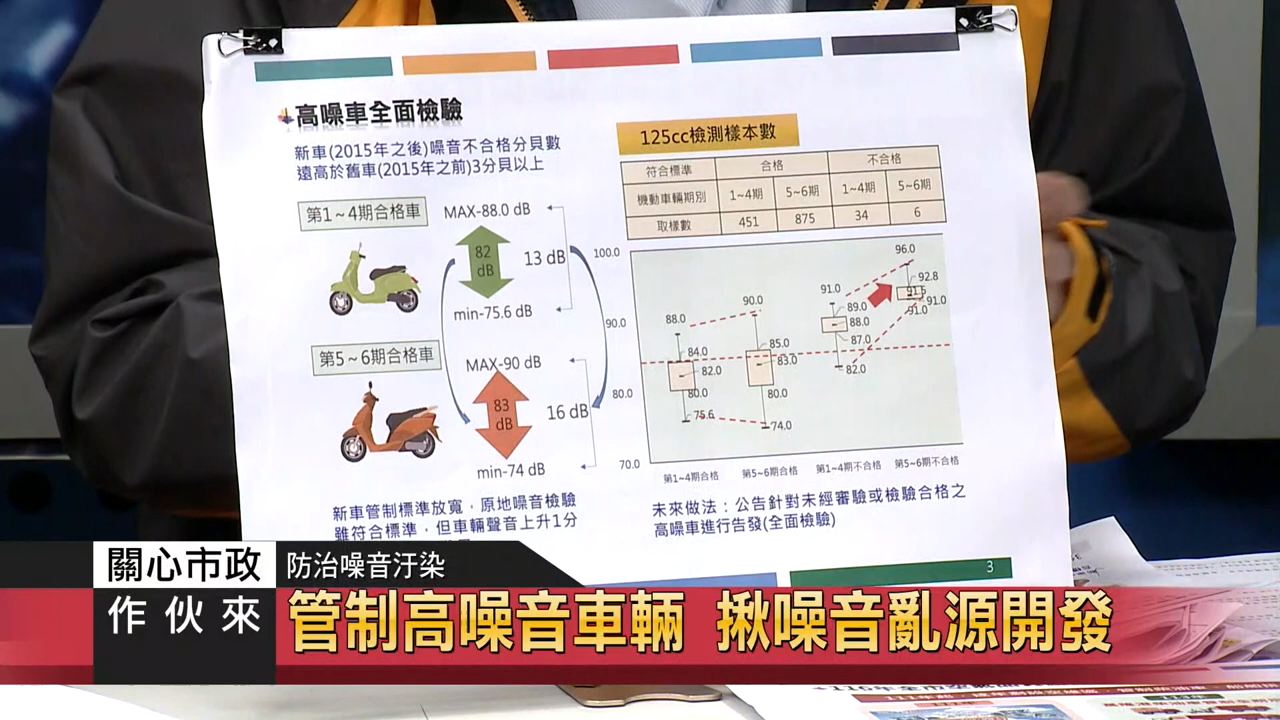 高噪車全面檢驗
新車(2015年之後)噪音不合格分貝數
遠高於舊車(2015年之前)3分貝以上
第1~4期合格車
MAX-88.0 dB
82
dB
13 dB
min-75.6 dB
第5~6期合格車
MAX-90 dB
83
dB
16 dB
min-74 dB
新車管制標準放寬，原地噪音檢驗
雖符合標準，但車輛聲音上升1分
125cc檢測樣本數
符合標準 合格 不合格
機動車輛期別 1~4期 5~6期 1~4期 5~6期
取樣數 451 875 34 6
100.0
90.0
80.0
70.0
88.0
84.0
82.0
80.0
75.6
90.0
85.0
83.0
80.0
74.0
91.0
89.0
88.0
87.0
82.0
96.0
92.8
91.5
91.0
91.0
第1~4期合格 第5~6期合格 第1~4期不合格 第5~6期不合格
未來做法：公告針對未經審驗或檢驗合格之
高噪車進行告發(全面檢驗)
3
關心市政
防治噪音汙染
作伙來
管制高噪音車輛 揪噪音亂源開發